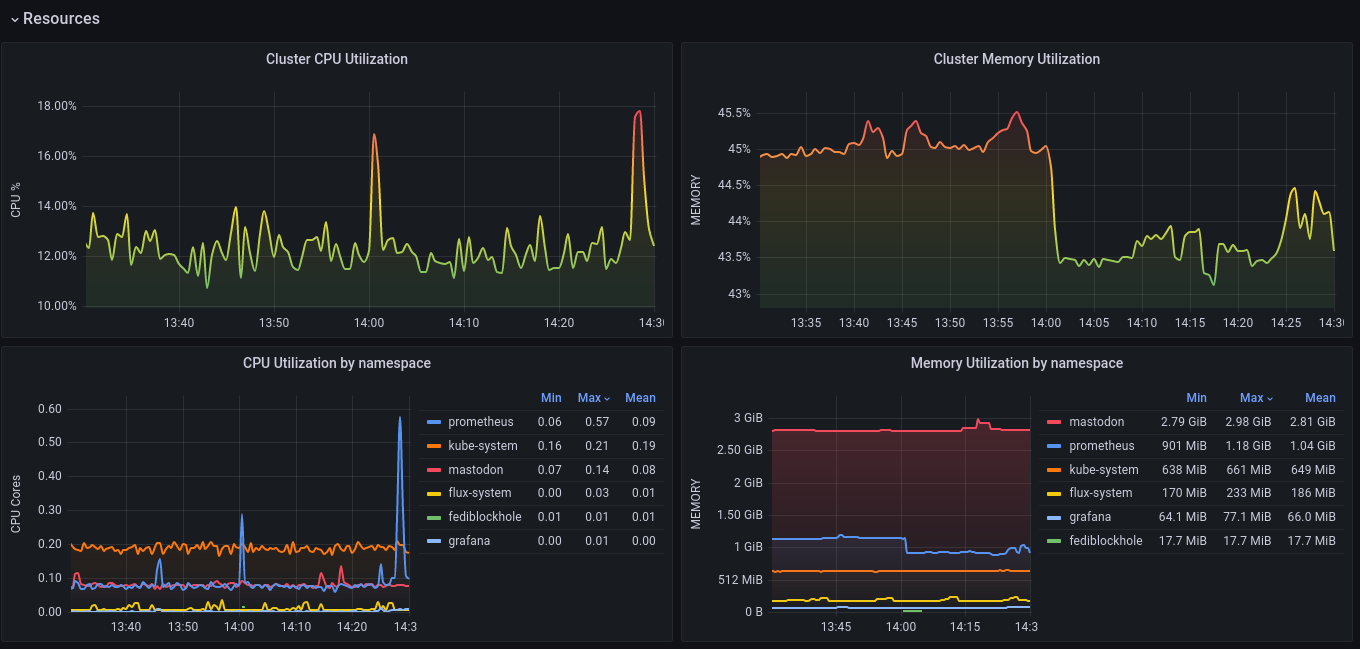 Resources
Cluster CPU Utilization
CPU %
18.00%
16.00%
14.00%
12.00%
10.00%
13:40 13:50 14:00 14:10 14:20 14:30
Cluster Memory Utilization
MEMORY
45.5%
45%
44.5%
44%
43.5%
43%
13:35 13:40 13:45 13:50 13:55 14:00 14:05 14:10 14:15 14:20 14:25 14:30
CPU Utilization by namespace
CPU Cores
0.60
0.50
0.40
0.30
0.20
0.10
0.00
13:40 13:50 14:00 14:10 14:20 14:3
Min Max Mean
prometheus 0.06 0.57 0.09
kube-system 0.16 0.21 0.19
mastodon 0.07 0.14 0.08
flux-system 0.00 0.03 0.01
fediblockhole 0.01 0.01 0.01
grafana 0.00 0.01 0.00
Memory Utilization by namespace
MEMORY
3 GiB
2.50 GiB
2 GiB
1.50 GiB
1 GiB
512 MiB
0 B
13:45 14:00 14:15 14:3
Min Max Mean
mastodon 2.79 GiB 2.98 GiB 2.81 GiB
prometheus 901 MiB 1.18 GiB 1.04 GiB
kube-system 638 MiB 661 MiB 649 MiB
flux-system 170 MiB 233 MiB 186 MiB
grafana 64.1 MiB 77.1 MiB 66.0 MiB
fediblockhole 17.7 MiB 17.7 MiB 17.7 MiB